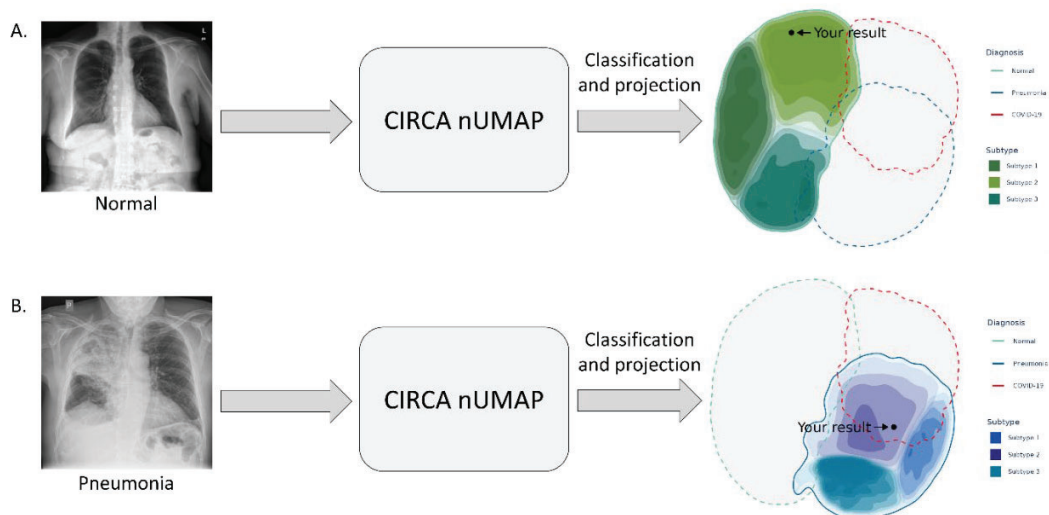 A.
L
Normal
CIRCA nUMAP
Classification
and projection
Your result
Diagnosis
Normal
Pneumonia
COVID-19
Subtype
Subtype 1
Subtype 2
Subtype 3
B.
Pneumonia
CIRCA nUMAP
Classification
and projection
Your result
Diagnosis
Normal
Pneumonia
COVID-19
Subtype
Subtype 1
Subtype 2
Subtype 3